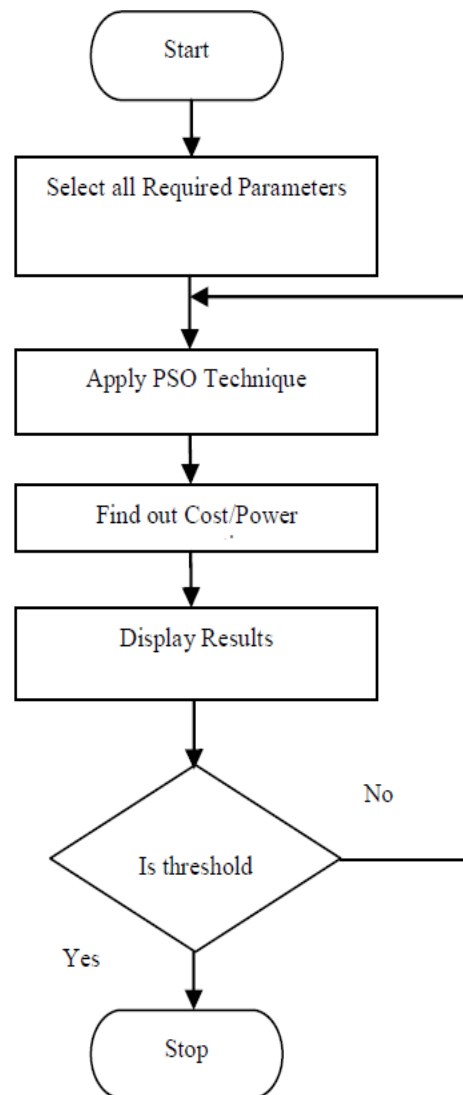 Start
Select all Required Parameters
Apply PSO Technique
Find out Cost/Power
Display Results
No
Is threshold
Yes
Stop